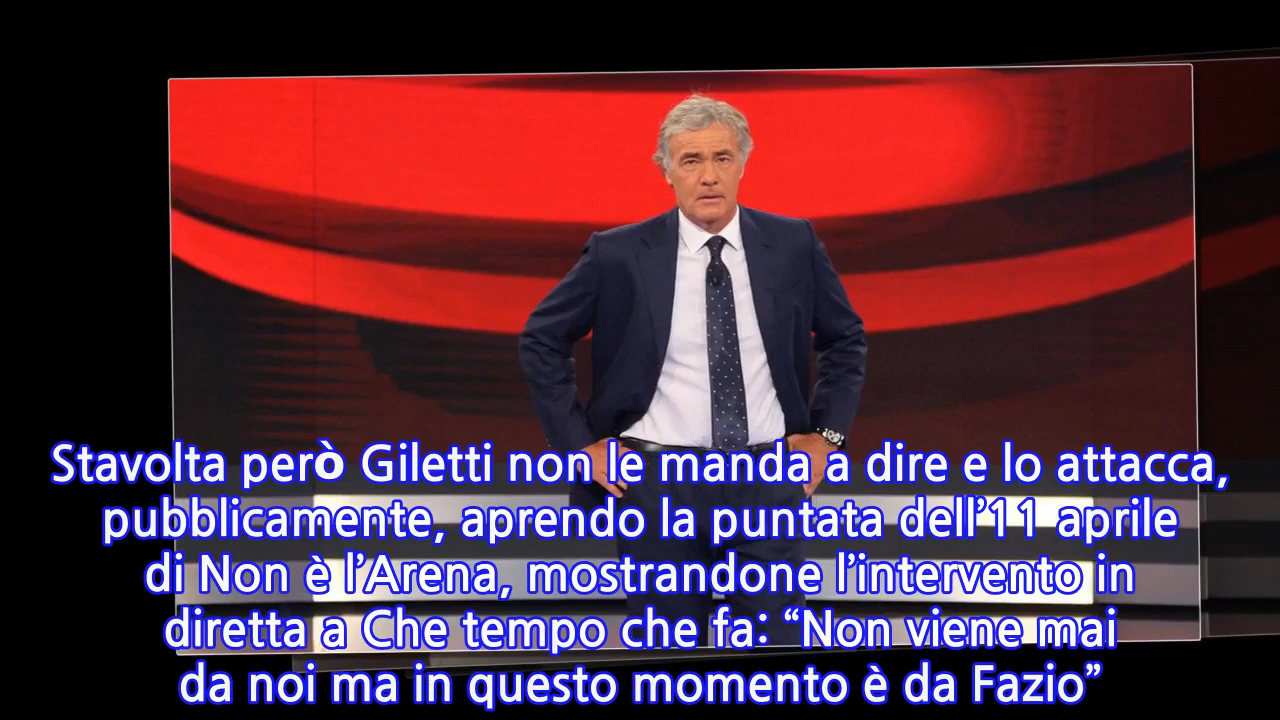 Stavolta però Giletti non le manda a dire e lo attacca,
pubblicamente, aprendo la puntata dell’11 aprile
di Non è l’Arena, mostrandone l’intervento in
diretta a Che tempo che fa: “Non viene mai
da noi ma in questo momento è da Fazio”